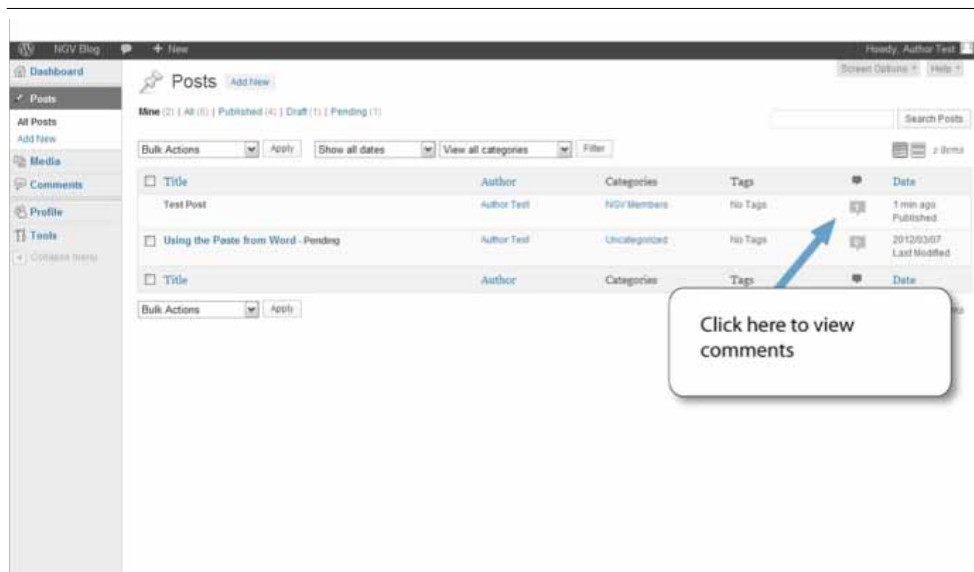 NGV Blog + New Howdy, Author Test
Dashboard
Posts
All Posts
Add New
Media
Comments
Profile
Tools
Collapse menu
Posts Add New
Screen Options Help
Mine (2) | All (6) | Published (4) | Draft (1) | Pending (1)
Search Posts
Bulk Actions Apply Show all dates View all categories Filter 2 items
Title Author Categories Tags Date
Test Post Author Test NGV Members No Tags 1 min ago
Published
Using the Paste from Word - Pending Author Test Uncategorized No Tags 2012/03/07
Last Modified
Title Author Categories Tags Date
Bulk Actions Apply
Click here to view
comments